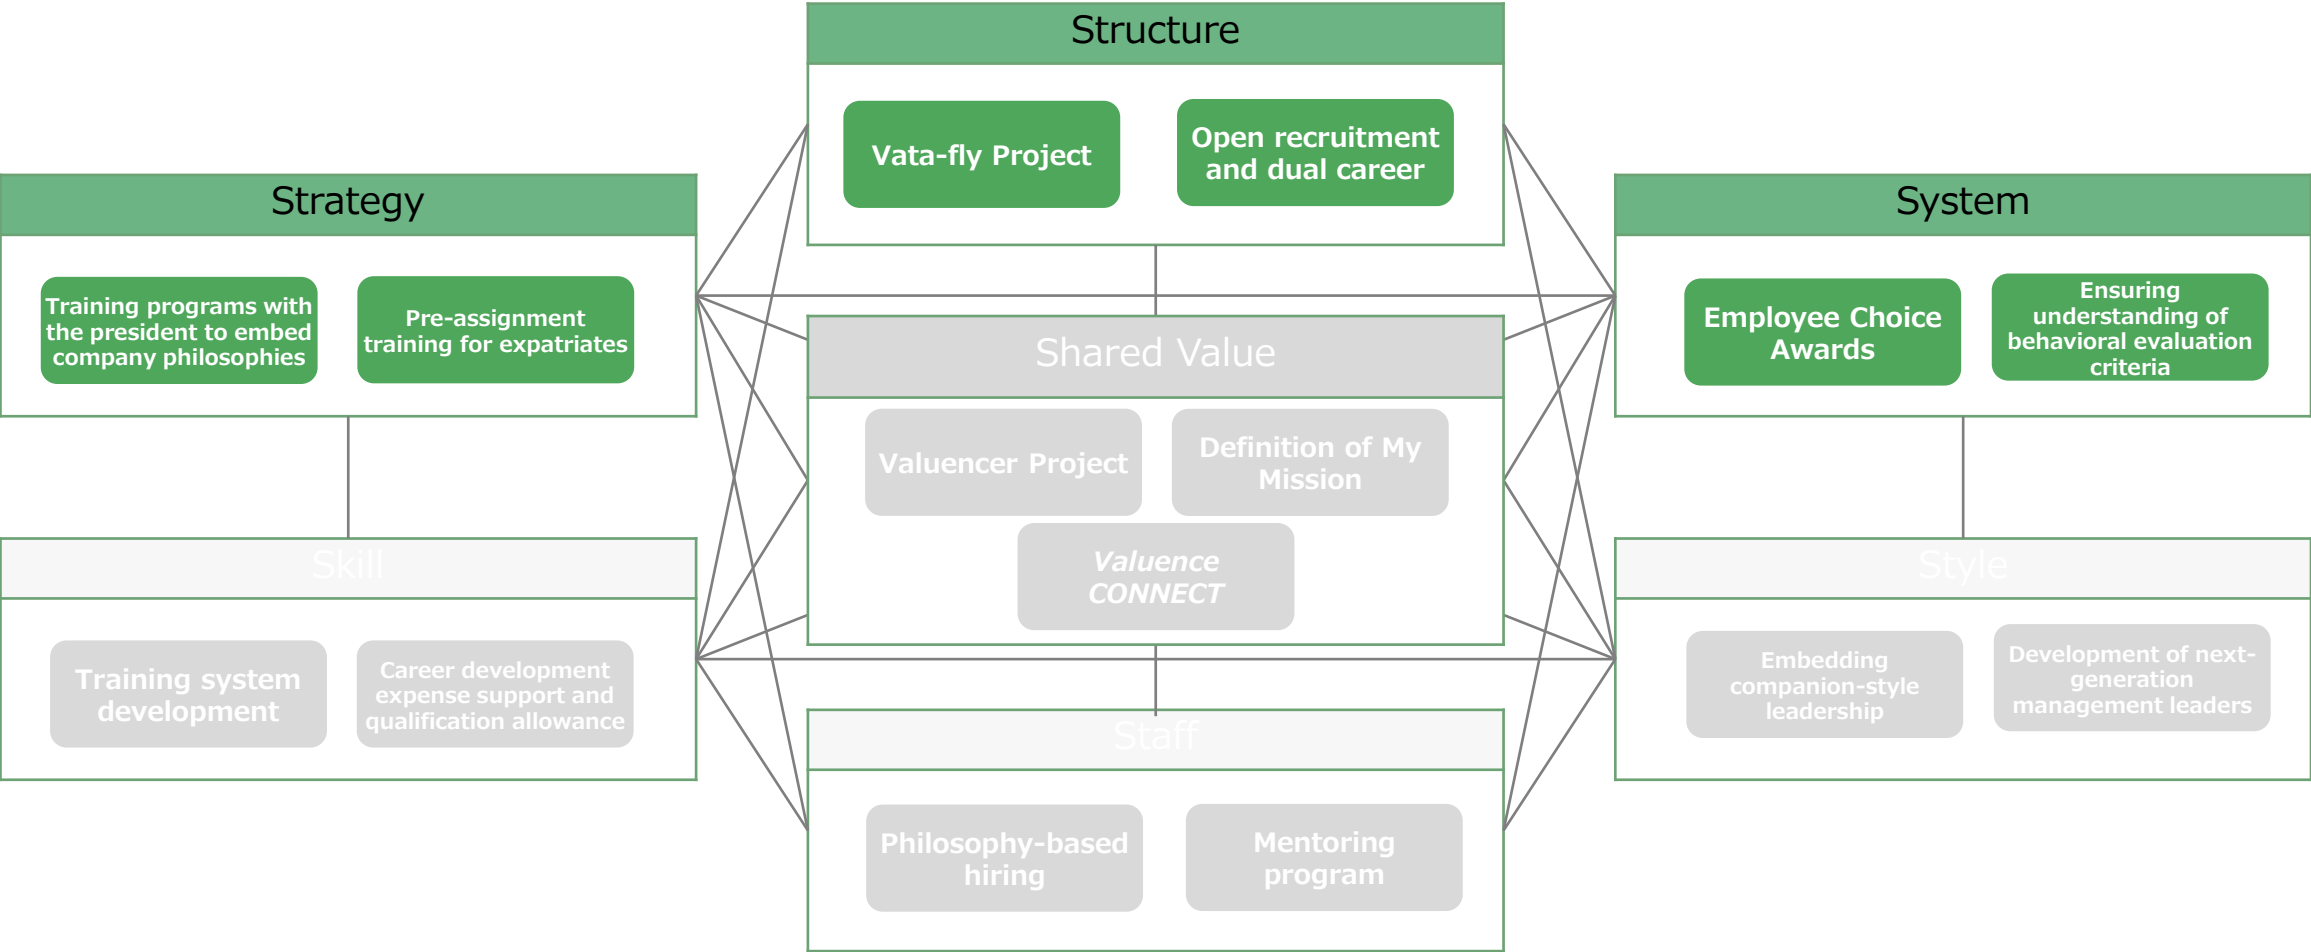 Structure
Vata-fly Project
Open recruitment
and dual career
Strategy
Training programs with
the president to embed
company philosophies
Pre-assignment
training for expatriates
System
Employee Choice
Awards
Ensuring
understanding of
behavioral evaluation
criteria
Shared Value
Valuencer Project
Definition of My
Mission
Valuence
CONNECT
Skill
Training system
development
Career development
expense support and
qualification allowance
Style
Embedding
companion-style
leadership
Development of next-
generation
management leaders
Staff
Philosophy-based
hiring
Mentoring
program